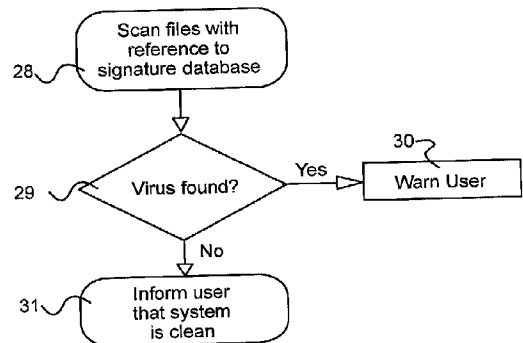 Scan files with
reference to
signature database
28
30
Yes
Virus found?
Warn User
29
No
Inform user
that system
is clean
31